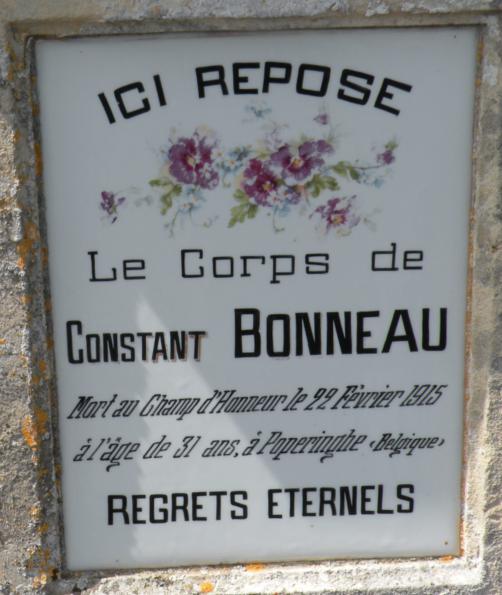 ICI REPOSE
Le Corps de
CONSTANT BONNEAU
Mort au Champ d'Honneur le 22 Février 1915
à l'âge de 31 ans, à Poperinghe «Belgique»
REGRETS ETERNELS